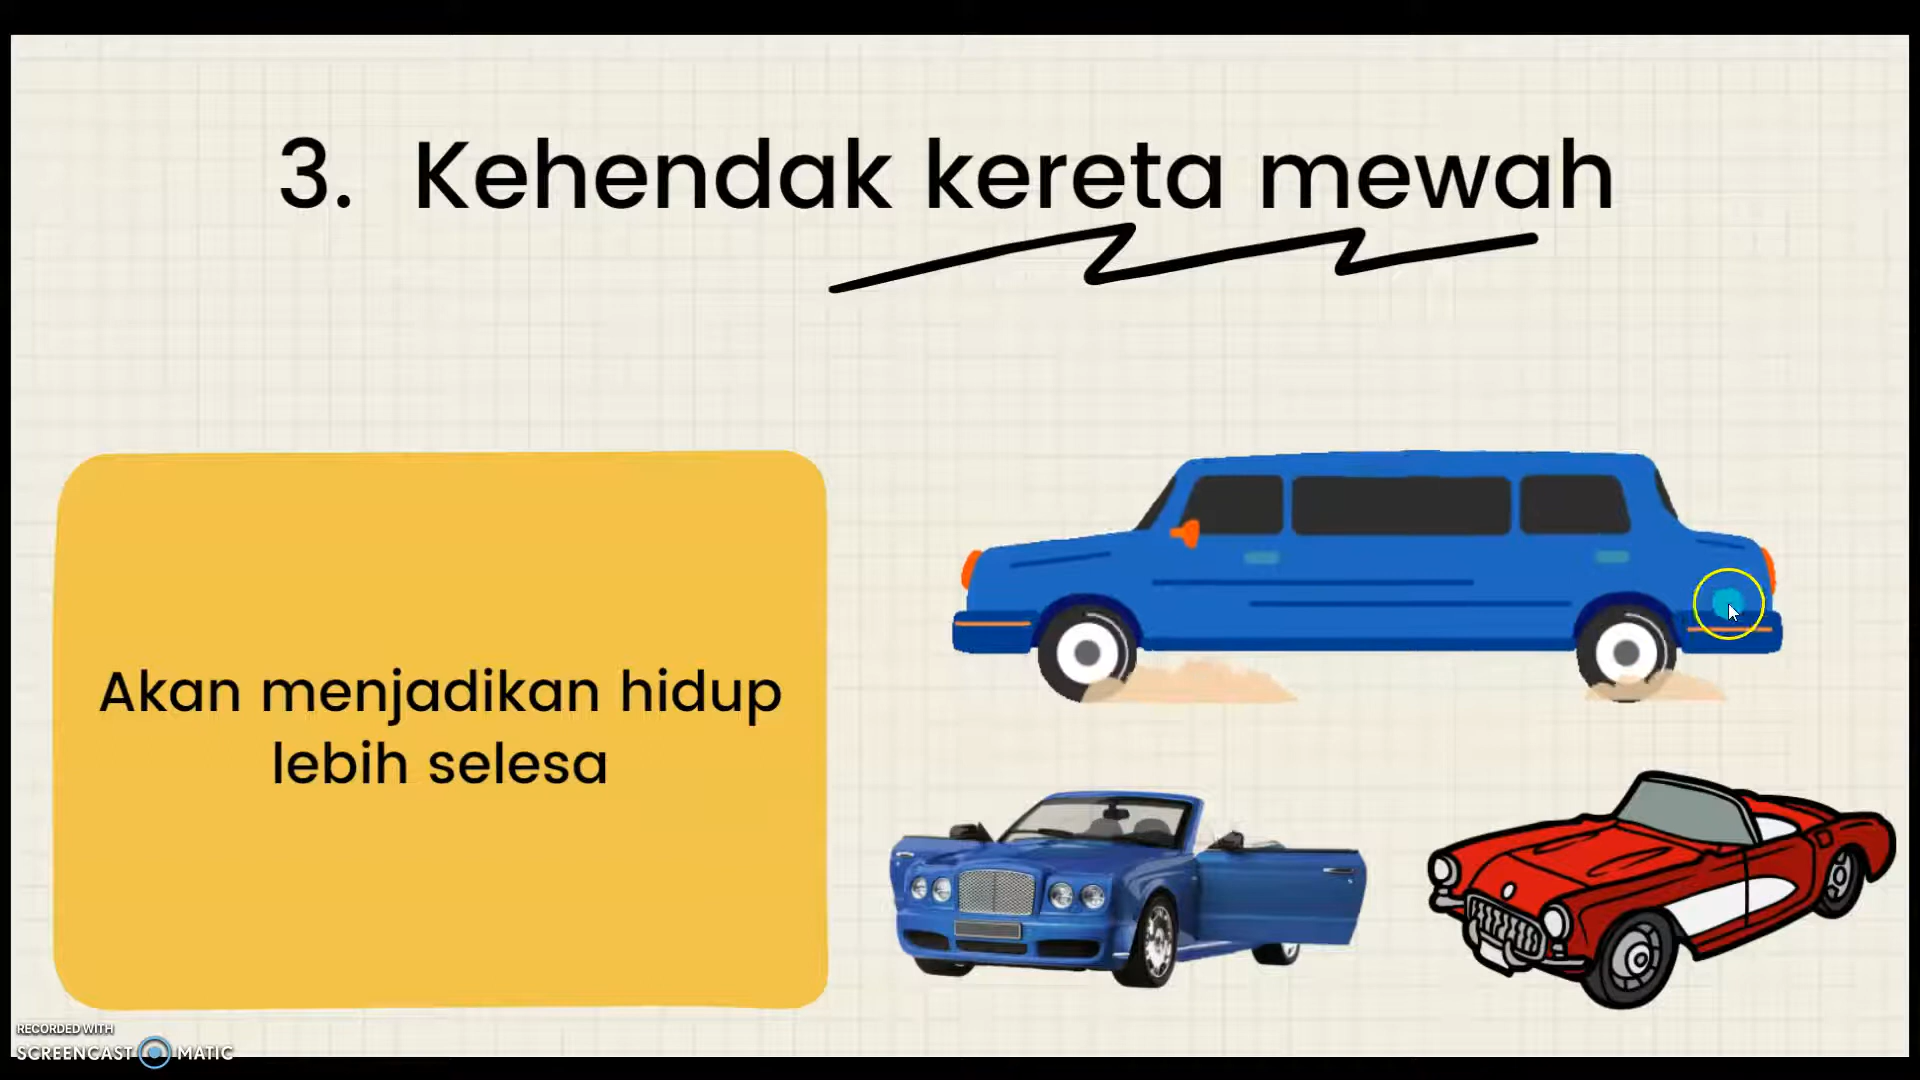 3. Kehendak kereta mewah
Akan menjadikan hidup
lebih selesa
RECORDED WITH
SCREENCAST MATIC